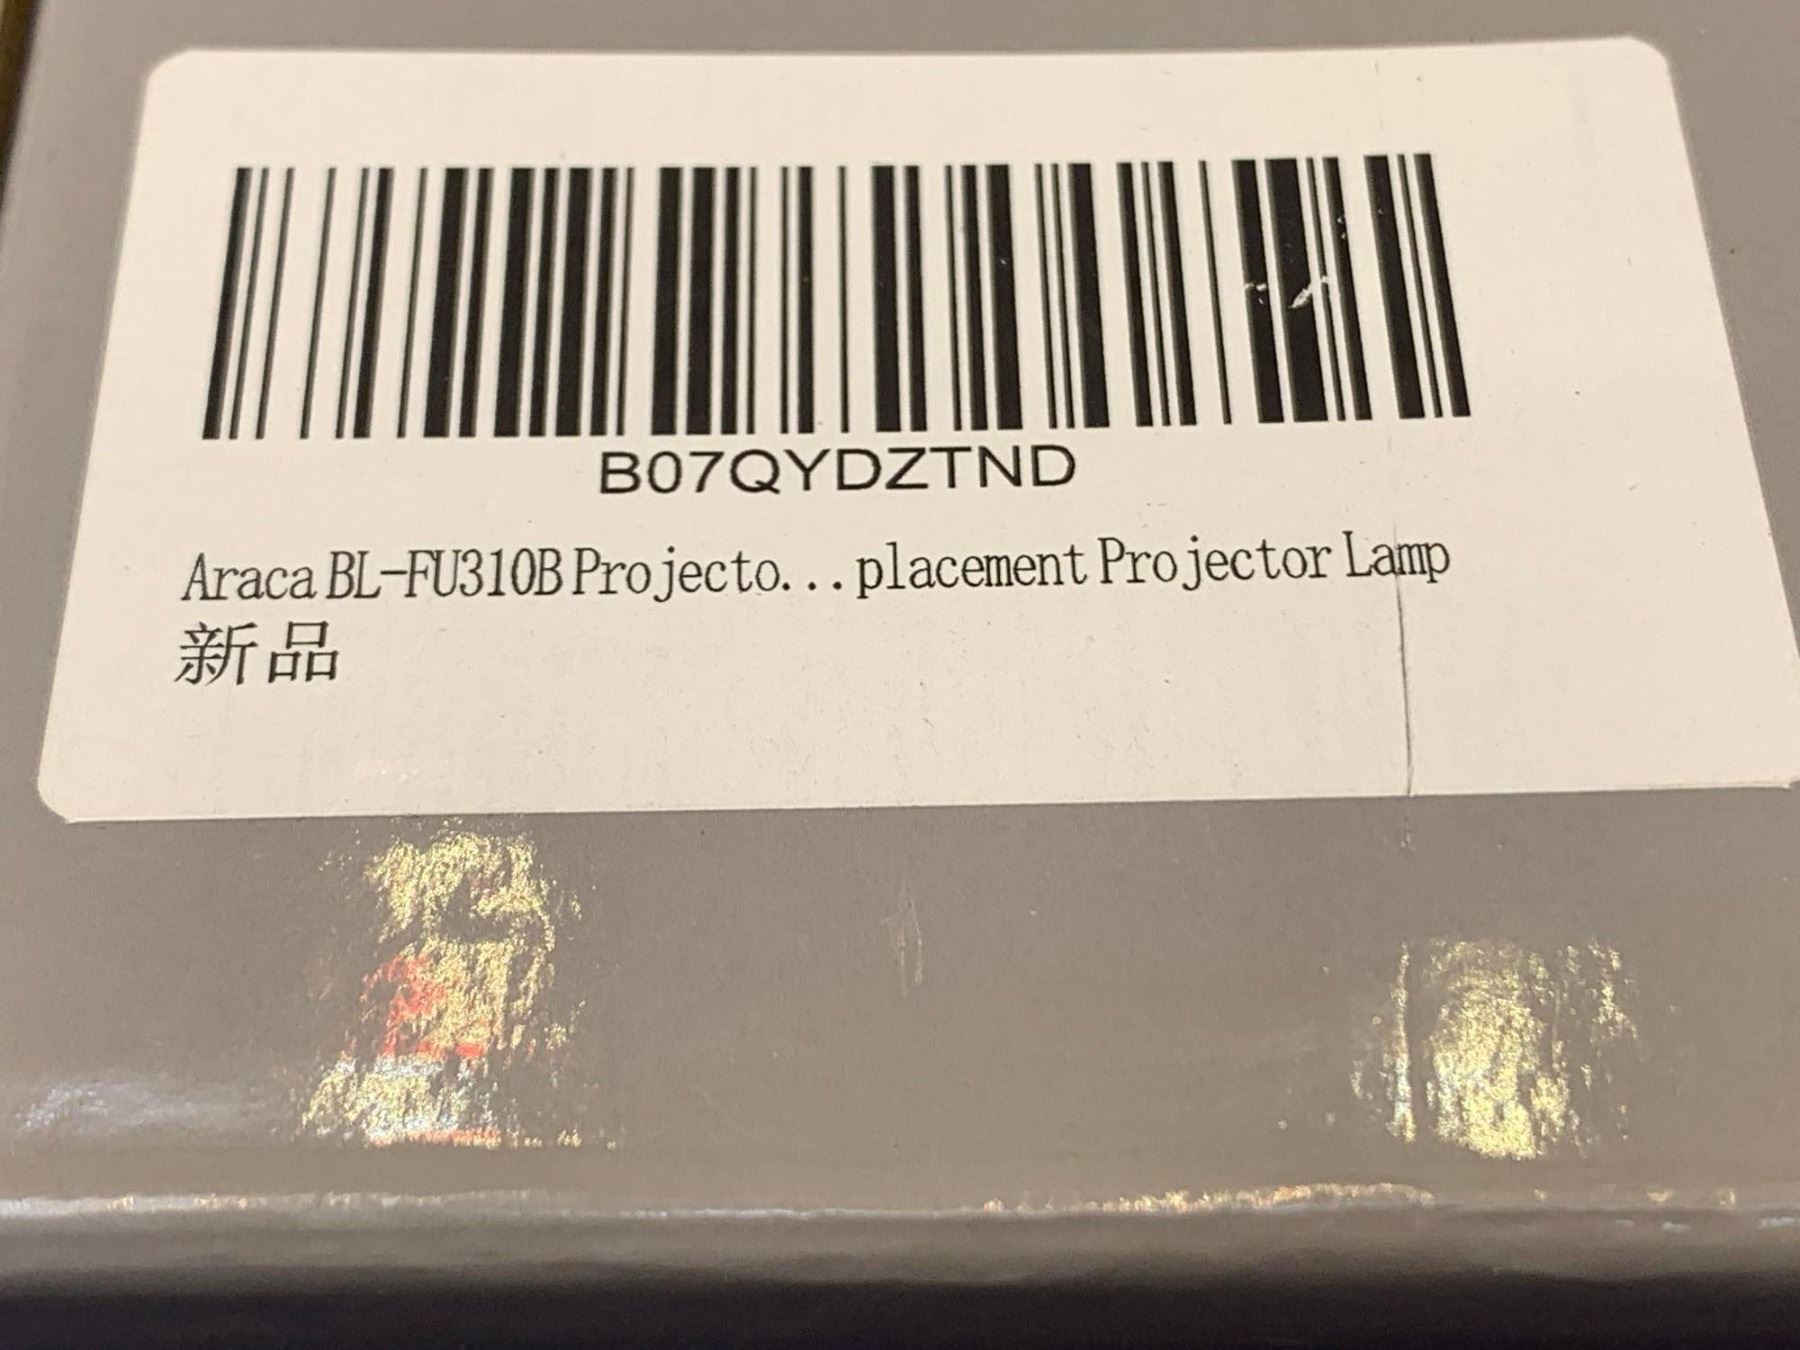 B07QYDZTND
Araca BL-FU310B Projecto...placement Projector Lamp
新品